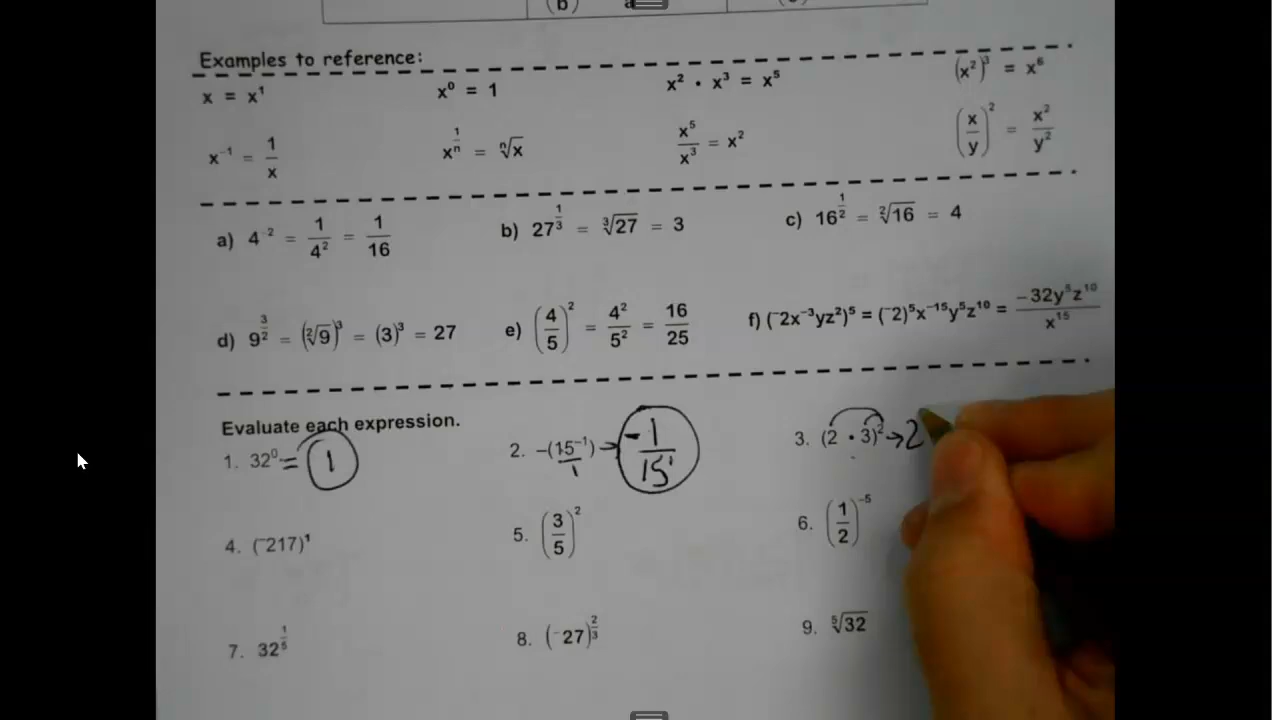 (b) a
Examples to reference:
x = x¹ x⁰ = 1 x² · x³ = x⁵ (x²)³ = x⁶
x⁻¹ = 1/x x^(1/n) = ⁿ√x x⁵/x³ = x² (x/y)² = x²/y²
a) 4⁻² = 1/4² = 1/16 b) 27^(1/3) = ³√27 = 3 c) 16^(1/2) = ²√16 = 4
d) 9^(3/2) = (²√9)³ = (3)³ = 27 e) (4/5)² = 4²/5² = 16/25 f) (⁻2x⁻³yz²)⁵ = (⁻2)⁵x⁻¹⁵y⁵z¹⁰ = −32y⁵z¹⁰/x¹⁵
Evaluate each expression.
1. 32⁰ = 1 2. −(15⁻¹) → −1/15¹ 3. (2 · 3)² → 2
4. (⁻217)¹ 5. (3/5)² 6. (1/2)⁻⁵
7. 32^(1/5) 8. (⁻27)^(2/3) 9. ⁵√32